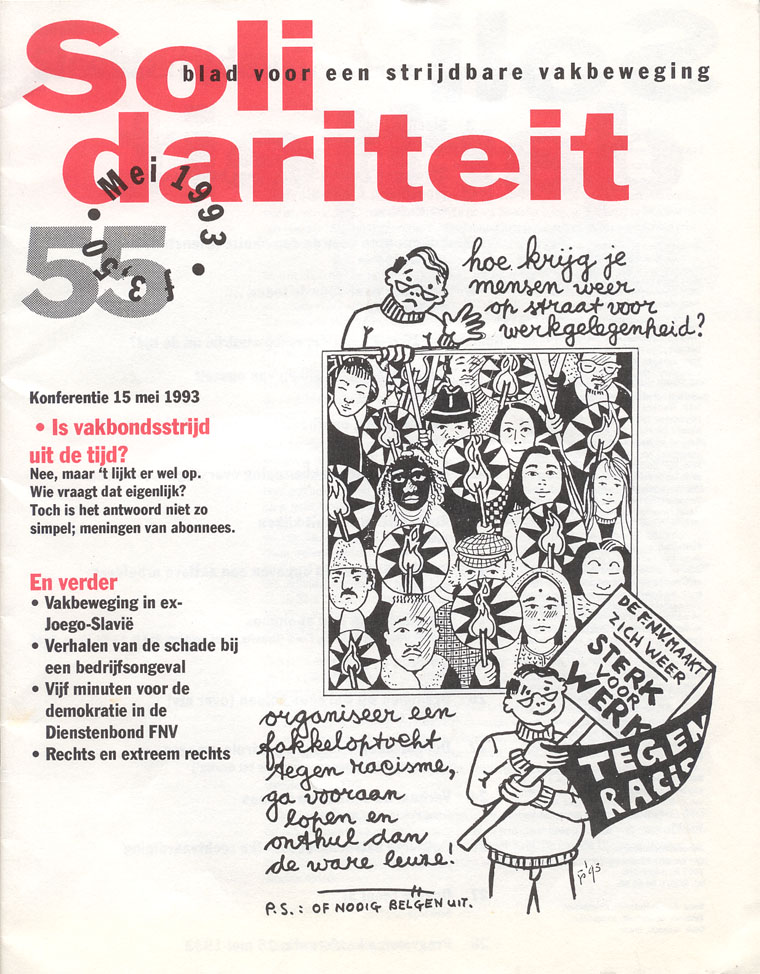 Soli
blad voor een strijdbare vakbeweging
dariteit
Mei 1993 • f 3,50 •
55
hoe krijg je
mensen weer
op straat voor
werkgelegenheid?
Konferentie 15 mei 1993
• Is vakbondsstrijd
uit de tijd?
Nee, maar ‘t lijkt er wel op.
Wie vraagt dat eigenlijk?
Toch is het antwoord niet zo
simpel; meningen van abonnees.
En verder
• Vakbeweging in ex-
Joego-Slavië
• Verhalen van de schade bij
een bedrijfsongeval
• Vijf minuten voor de
demokratie in de
Dienstenbond FNV
• Rechts en extreem rechts
DE F.N.V. MAAKT
ZICH WEER
STERK
VOOR
WERK
TEGEN
RACIS
organiseer een
fakkeloptocht
tegen racisme,
ga vooraan
lopen en
onthul dan
de ware leuze!
P.S.: OF NODIG BELGEN UIT.
'93